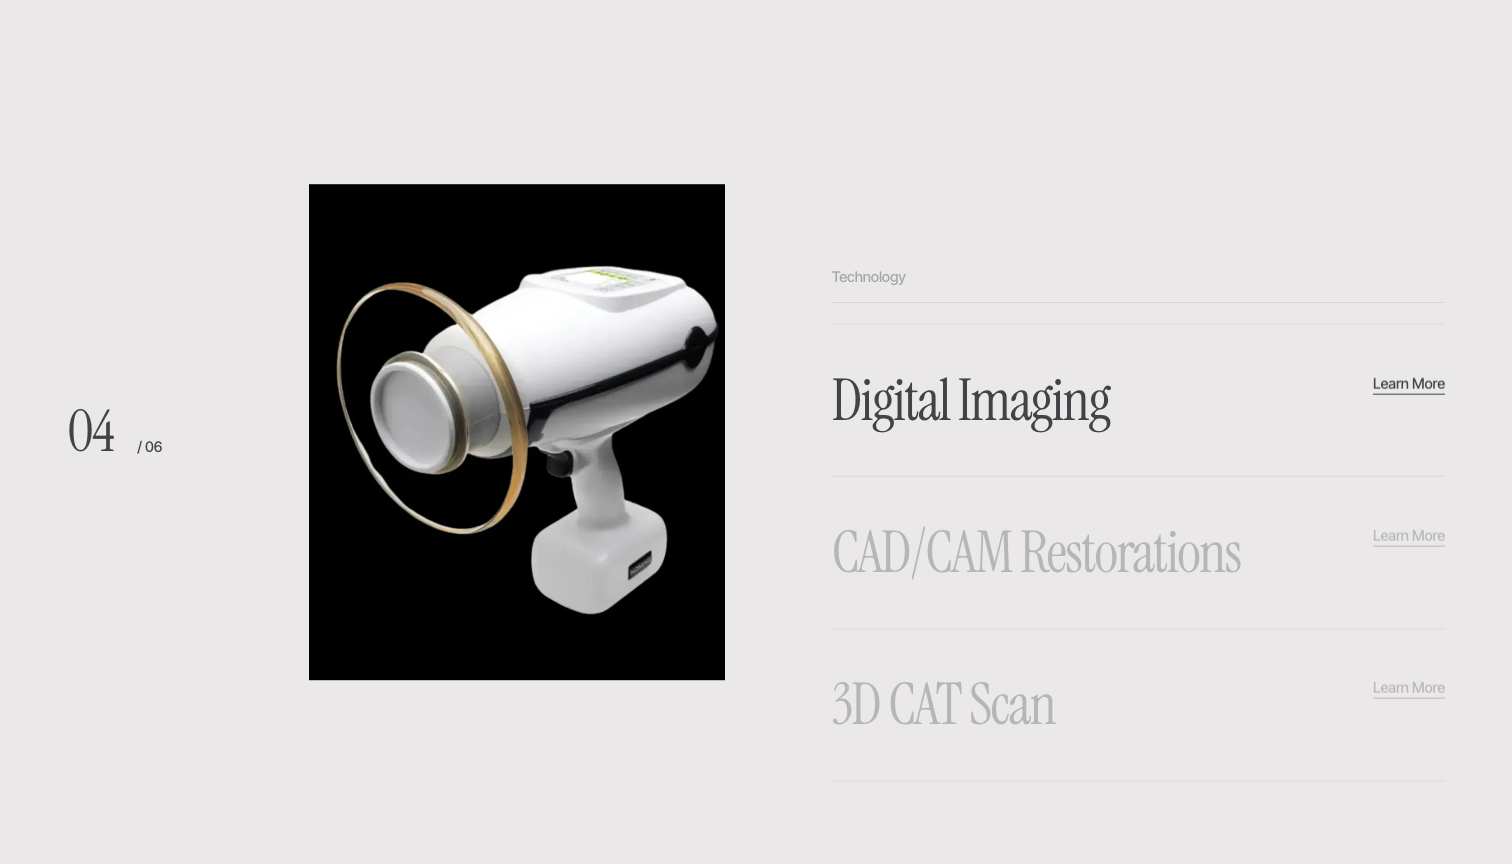 04 / 06
Technology
Digital Imaging
Learn More
CAD/CAM Restorations
Learn More
3D CAT Scan
Learn More